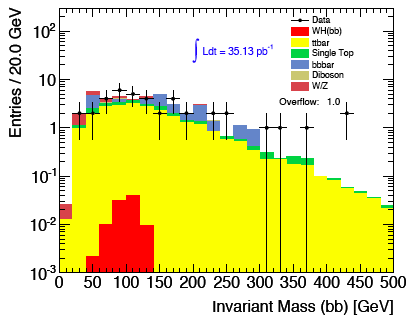 Entries / 20.0 GeV
10²
10
1
10⁻¹
10⁻²
10⁻³
∫ Ldt = 35.13 pb⁻¹
Data
WH(bb)
ttbar
Single Top
bbbar
Diboson
W/Z
Overflow: 1.0
0 50 100 150 200 250 300 350 400 450 500
Invariant Mass (bb) [GeV]